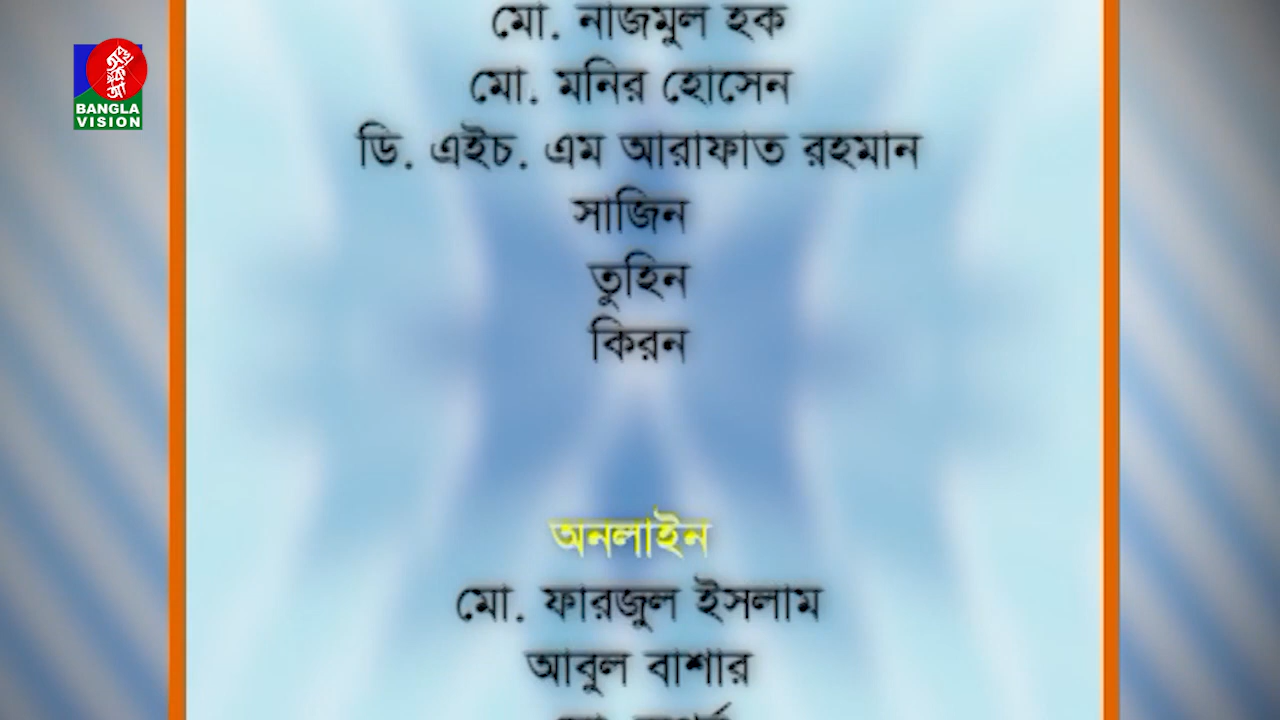 BANGLA
VISION
মো. নাজমুল হক
মো. মনির হোসেন
ডি. এইচ. এম আরাফাত রহমান
সাজিন
তুহিন
কিরন
অনলাইন
মো. ফারজুল ইসলাম
আবুল বাশার